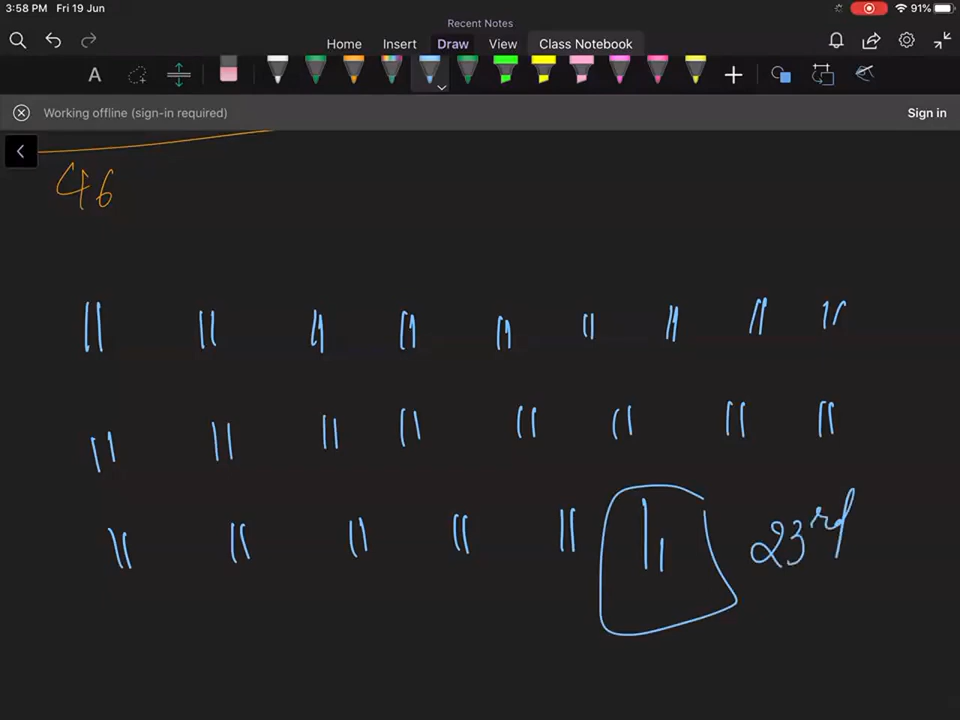 3:58 PM Fri 19 Jun 91%
Recent Notes
Home Insert Draw View Class Notebook
A
Working offline (sign-in required) Sign in
46
23rd